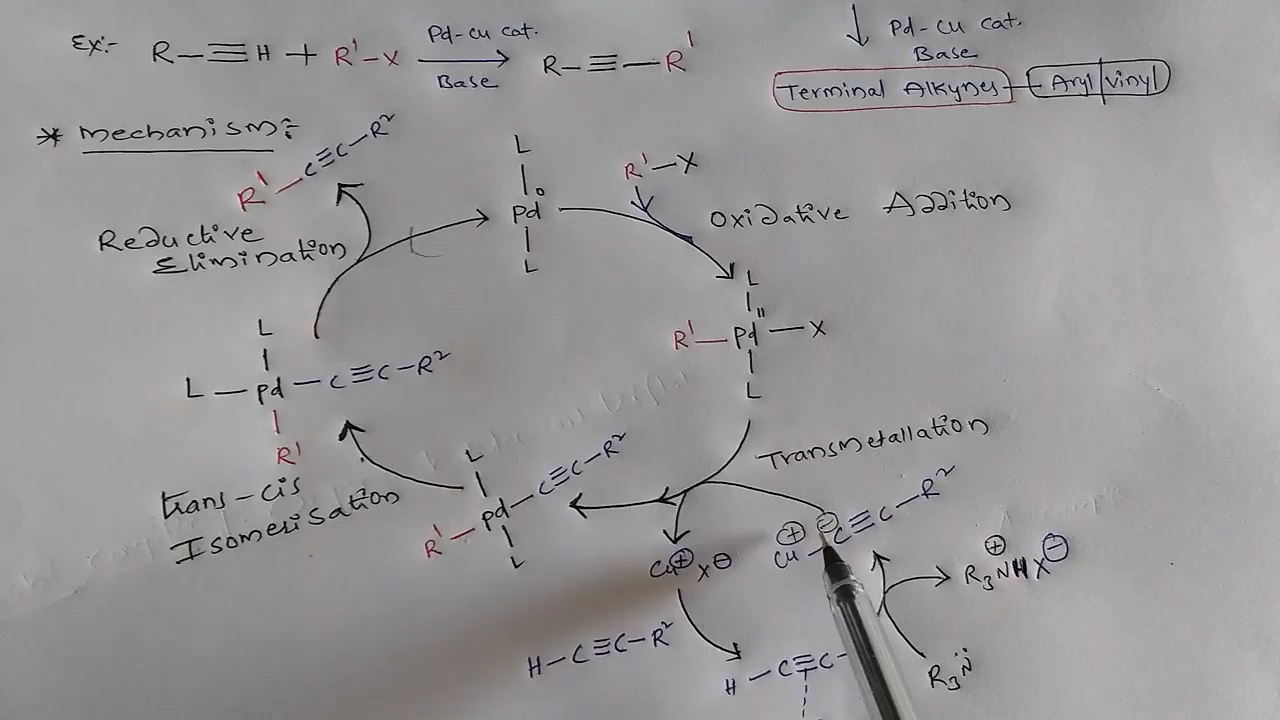 Ex:- R–≡H + R'–X Pd-Cu cat. Base R–≡–R'
Pd-Cu cat.
Base
Terminal Alkynes – Aryl|vinyl
* Mechanism:-
R'–C≡C–R²
L
Pd⁰
L
R'–X
Oxidative Addition
Reductive
Elimination
L
R'–Pd"–X
L
L
L–Pd–C≡C–R²
R'
Transmetallation
trans-cis
Isomerisation
L
R'–Pd–C≡C–R²
L
Cu⊕ X⊖
Cu⊕ ⊖C≡C–R²
R₃N⊕H X⊖
H–C≡C–R²
H–C≡C–
R₃N̈